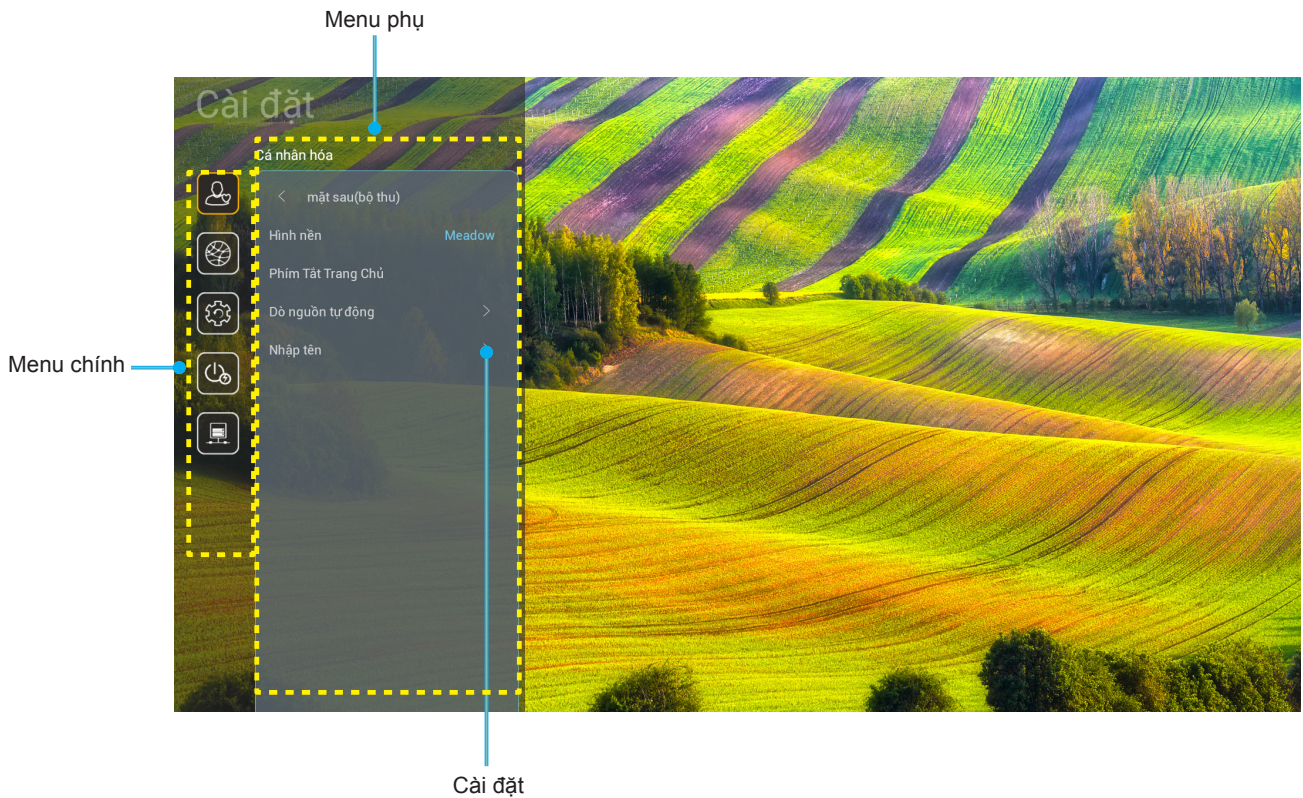 Menu phụ
Cài đặt
Cá nhân hóa
mặt sau(bộ thu)
Hình nền Meadow
Phím Tắt Trang Chủ
Dò nguồn tự động
Nhập tên
Menu chính
Cài đặt